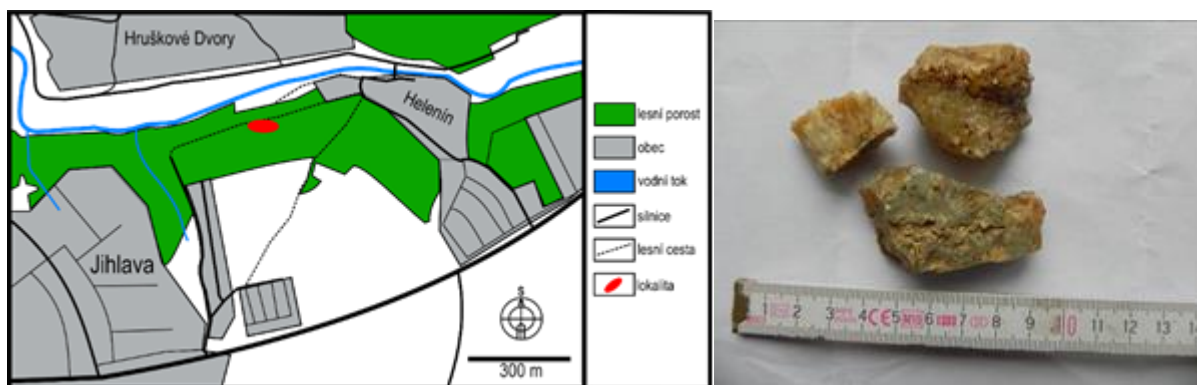 Hruškové Dvory
Helenín
Jihlava
S
300 m
lesní porost
obec
vodní tok
silnice
lesní cesta
lokalita
1 2 3 4 CE 5 6 7 8 9 10 11 12 13